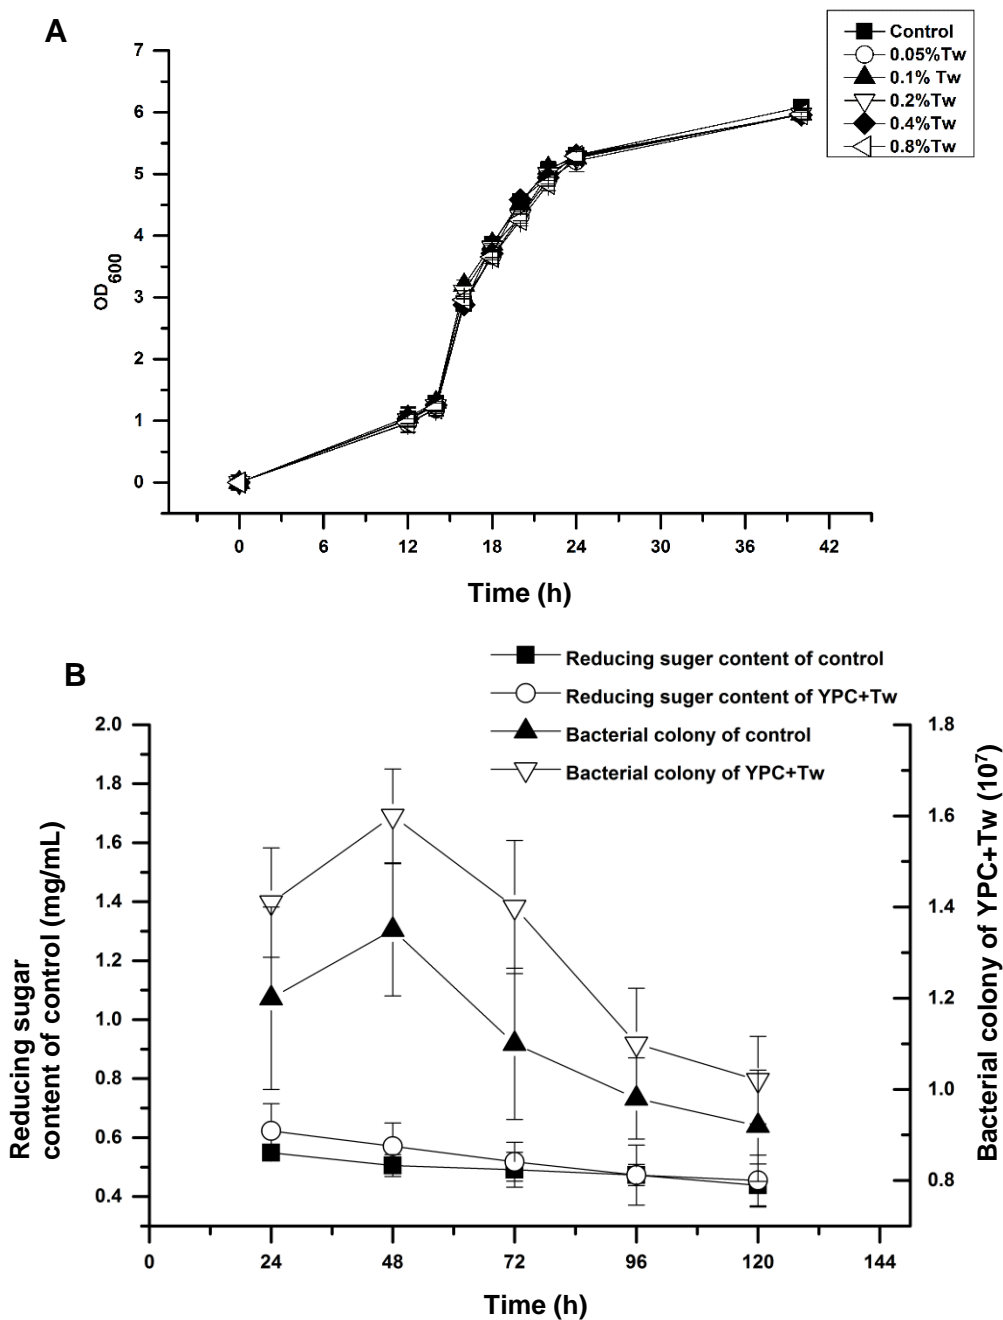 A
Control
0.05%Tw
0.1% Tw
0.2%Tw
0.4%Tw
0.8%Tw
7
6
5
4
3
2
1
0
OD600
0 6 12 18 24 30 36 42
Time (h)
B
Reducing suger content of control
Reducing suger content of YPC+Tw
Bacterial colony of control
Bacterial colony of YPC+Tw
2.0
1.8
1.6
1.4
1.2
1.0
0.8
0.6
0.4
Reducing sugar
content of control (mg/mL)
1.8
1.6
1.4
1.2
1.0
0.8
Bacterial colony of YPC+Tw (10⁷)
0 24 48 72 96 120 144
Time (h)